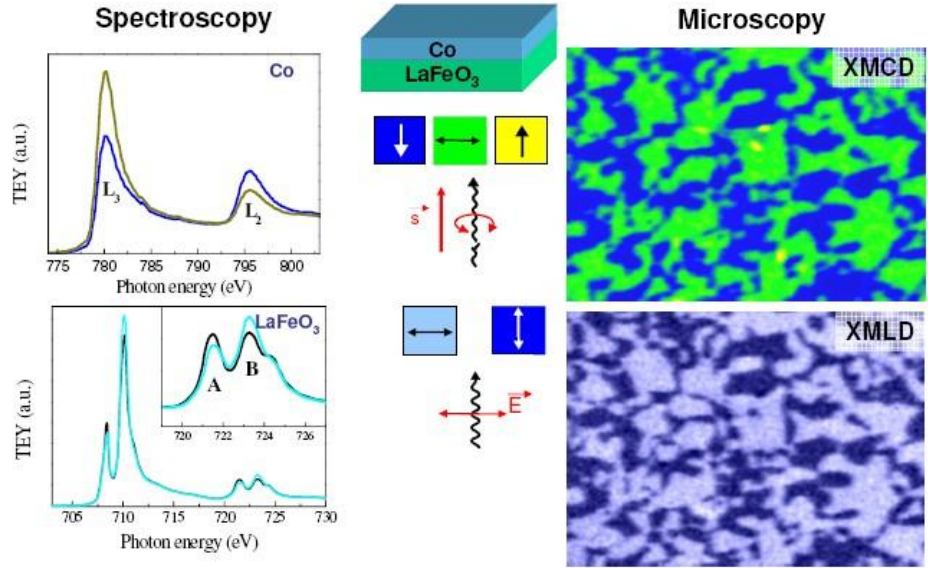 Spectroscopy
Co
TEY (a.u.)
L3
L2
775 780 785 790 795 800
Photon energy (eV)
LaFeO3
TEY (a.u.)
A
B
720 722 724 726
705 710 715 720 725 730
Photon energy (eV)
Co
LaFeO3
s
E
Microscopy
XMCD
XMLD